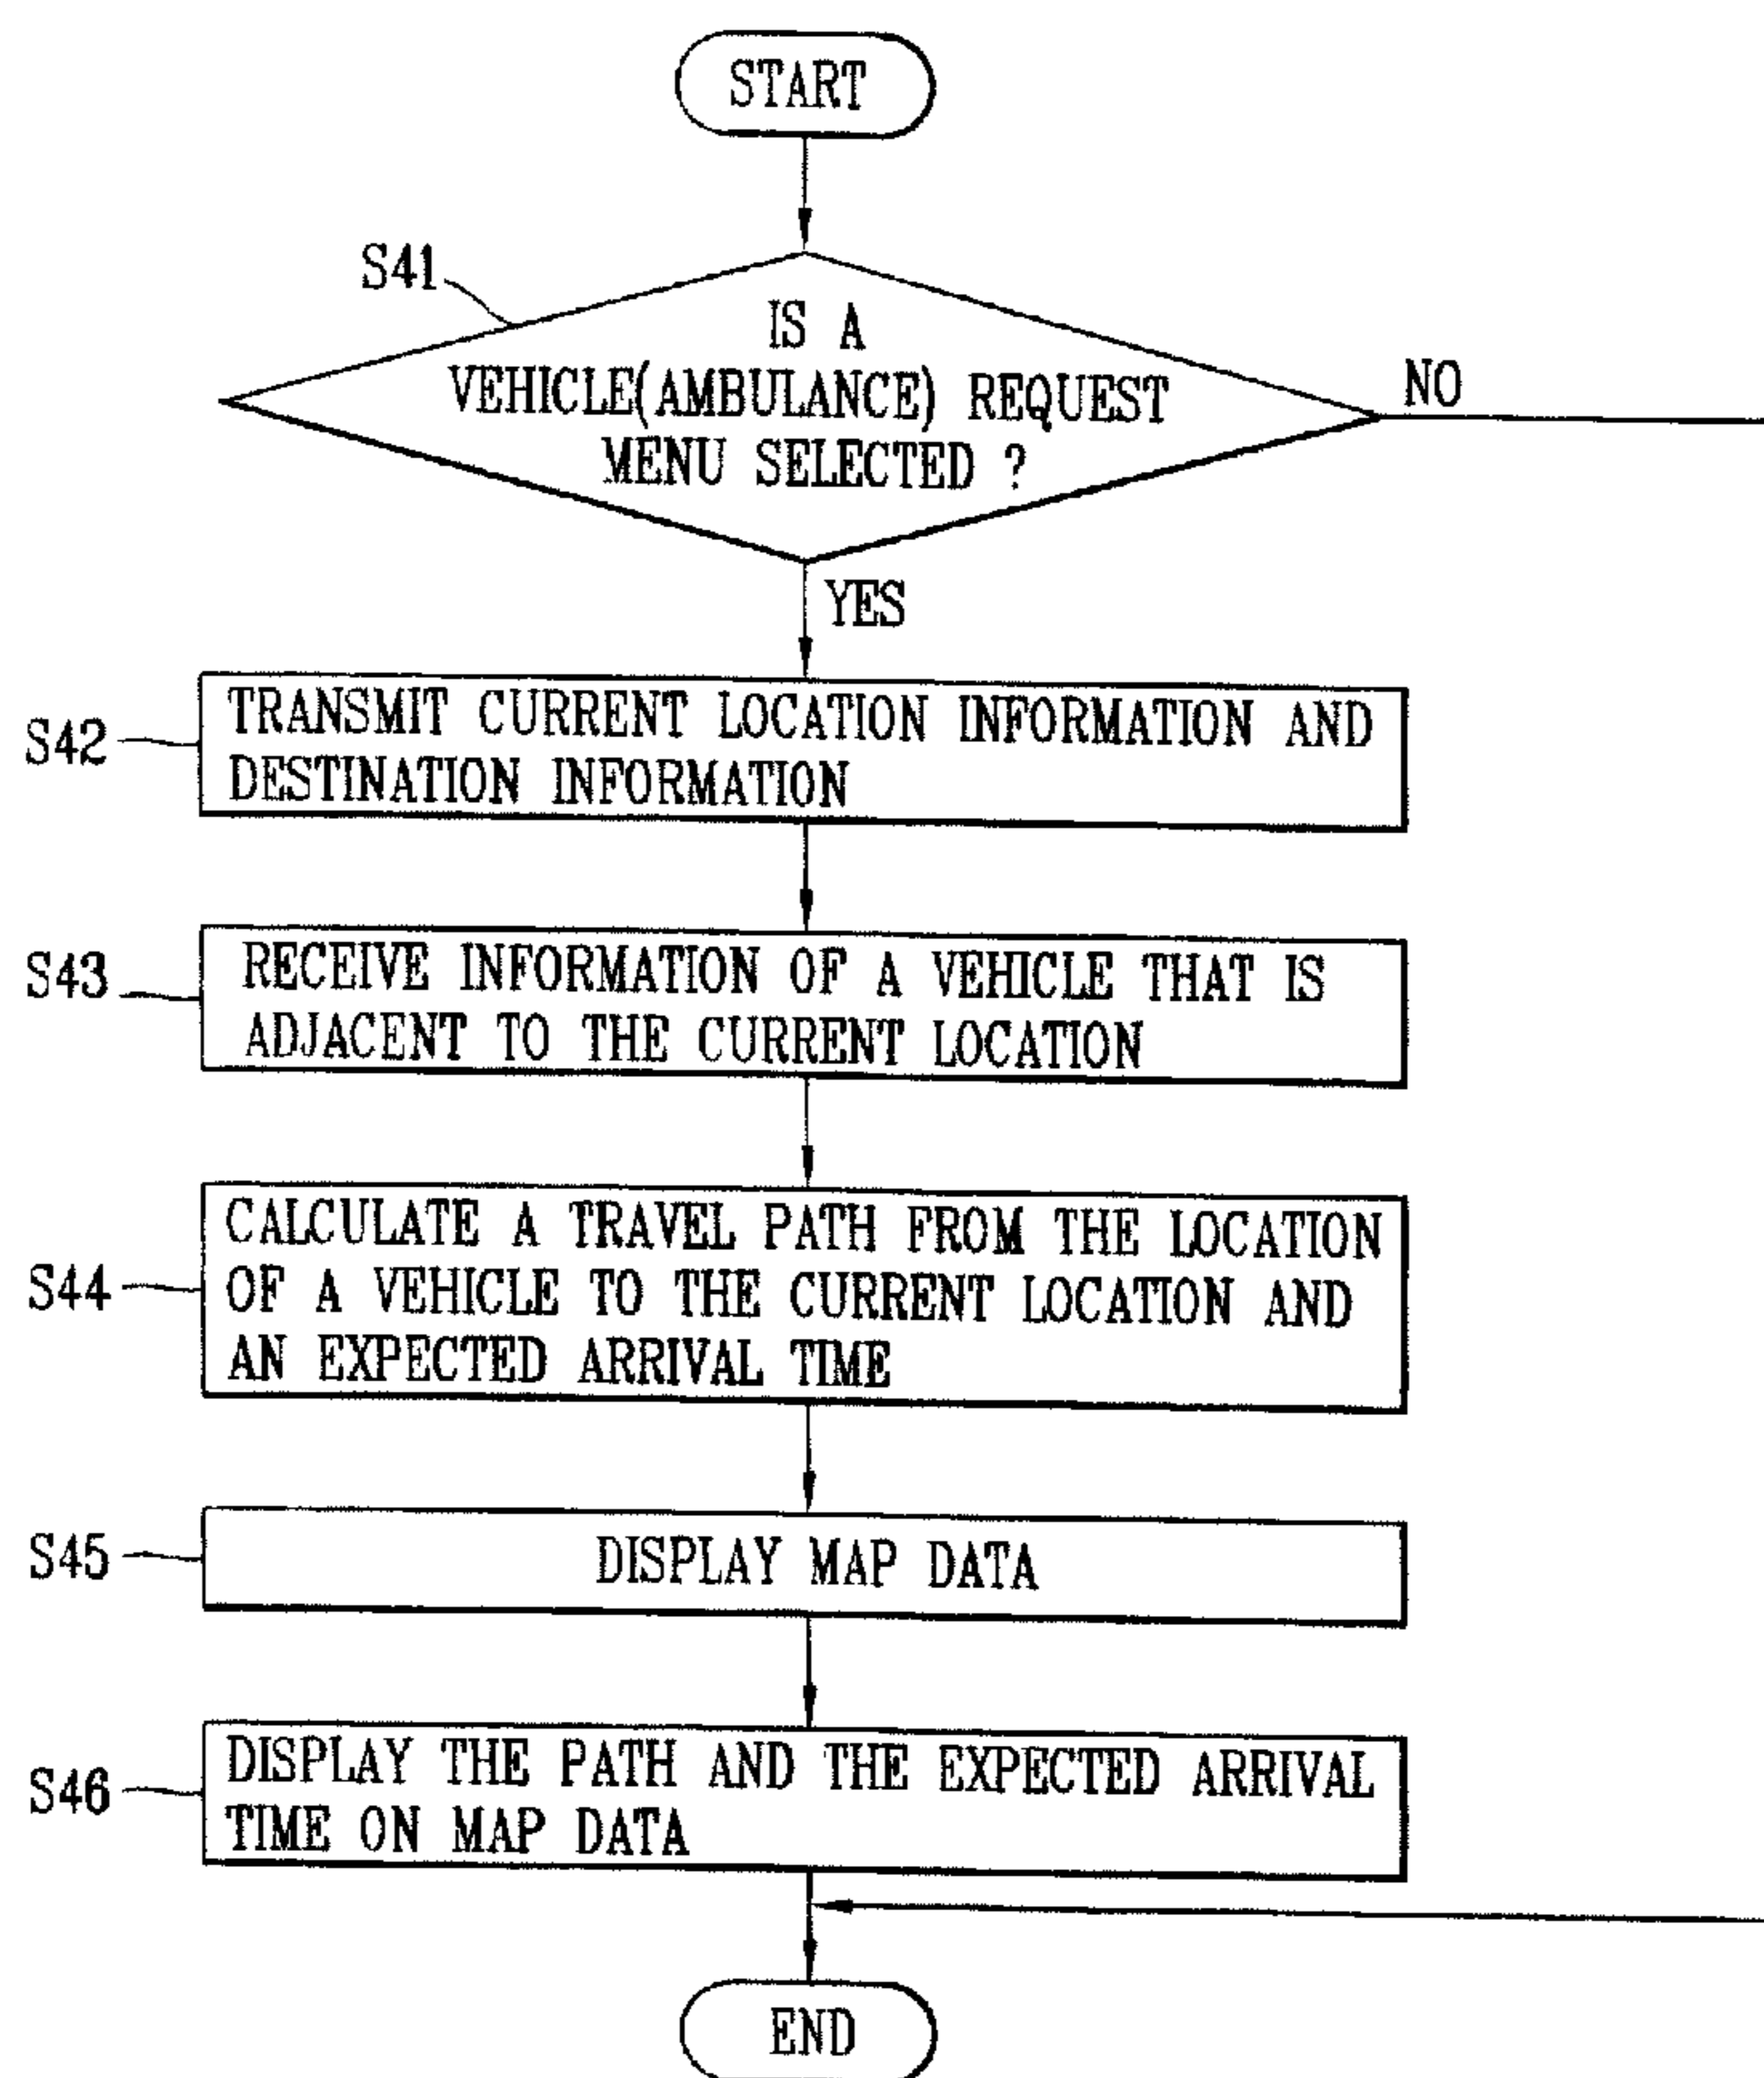 START
S41
IS A
VEHICLE(AMBULANCE) REQUEST
MENU SELECTED ?
NO
YES
S42
TRANSMIT CURRENT LOCATION INFORMATION AND
DESTINATION INFORMATION
S43
RECEIVE INFORMATION OF A VEHICLE THAT IS
ADJACENT TO THE CURRENT LOCATION
S44
CALCULATE A TRAVEL PATH FROM THE LOCATION
OF A VEHICLE TO THE CURRENT LOCATION AND
AN EXPECTED ARRIVAL TIME
S45
DISPLAY MAP DATA
S46
DISPLAY THE PATH AND THE EXPECTED ARRIVAL
TIME ON MAP DATA
END